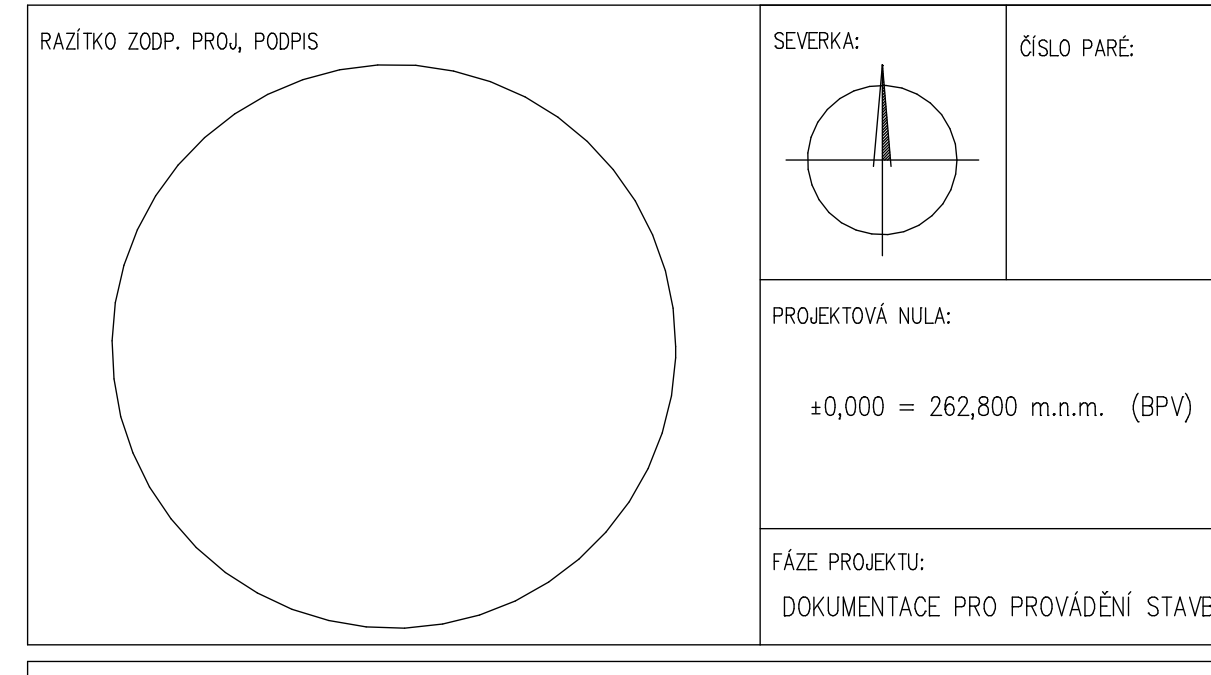 RAZÍTKO ZODP. PROJ, PODPIS
SEVERKA:
ČÍSLO PARÉ:
PROJEKTOVÁ NULA:
±0,000 = 262,800 m.n.m. (BPV)
FÁZE PROJEKTU:
DOKUMENTACE PRO PROVÁDĚNÍ STAVB